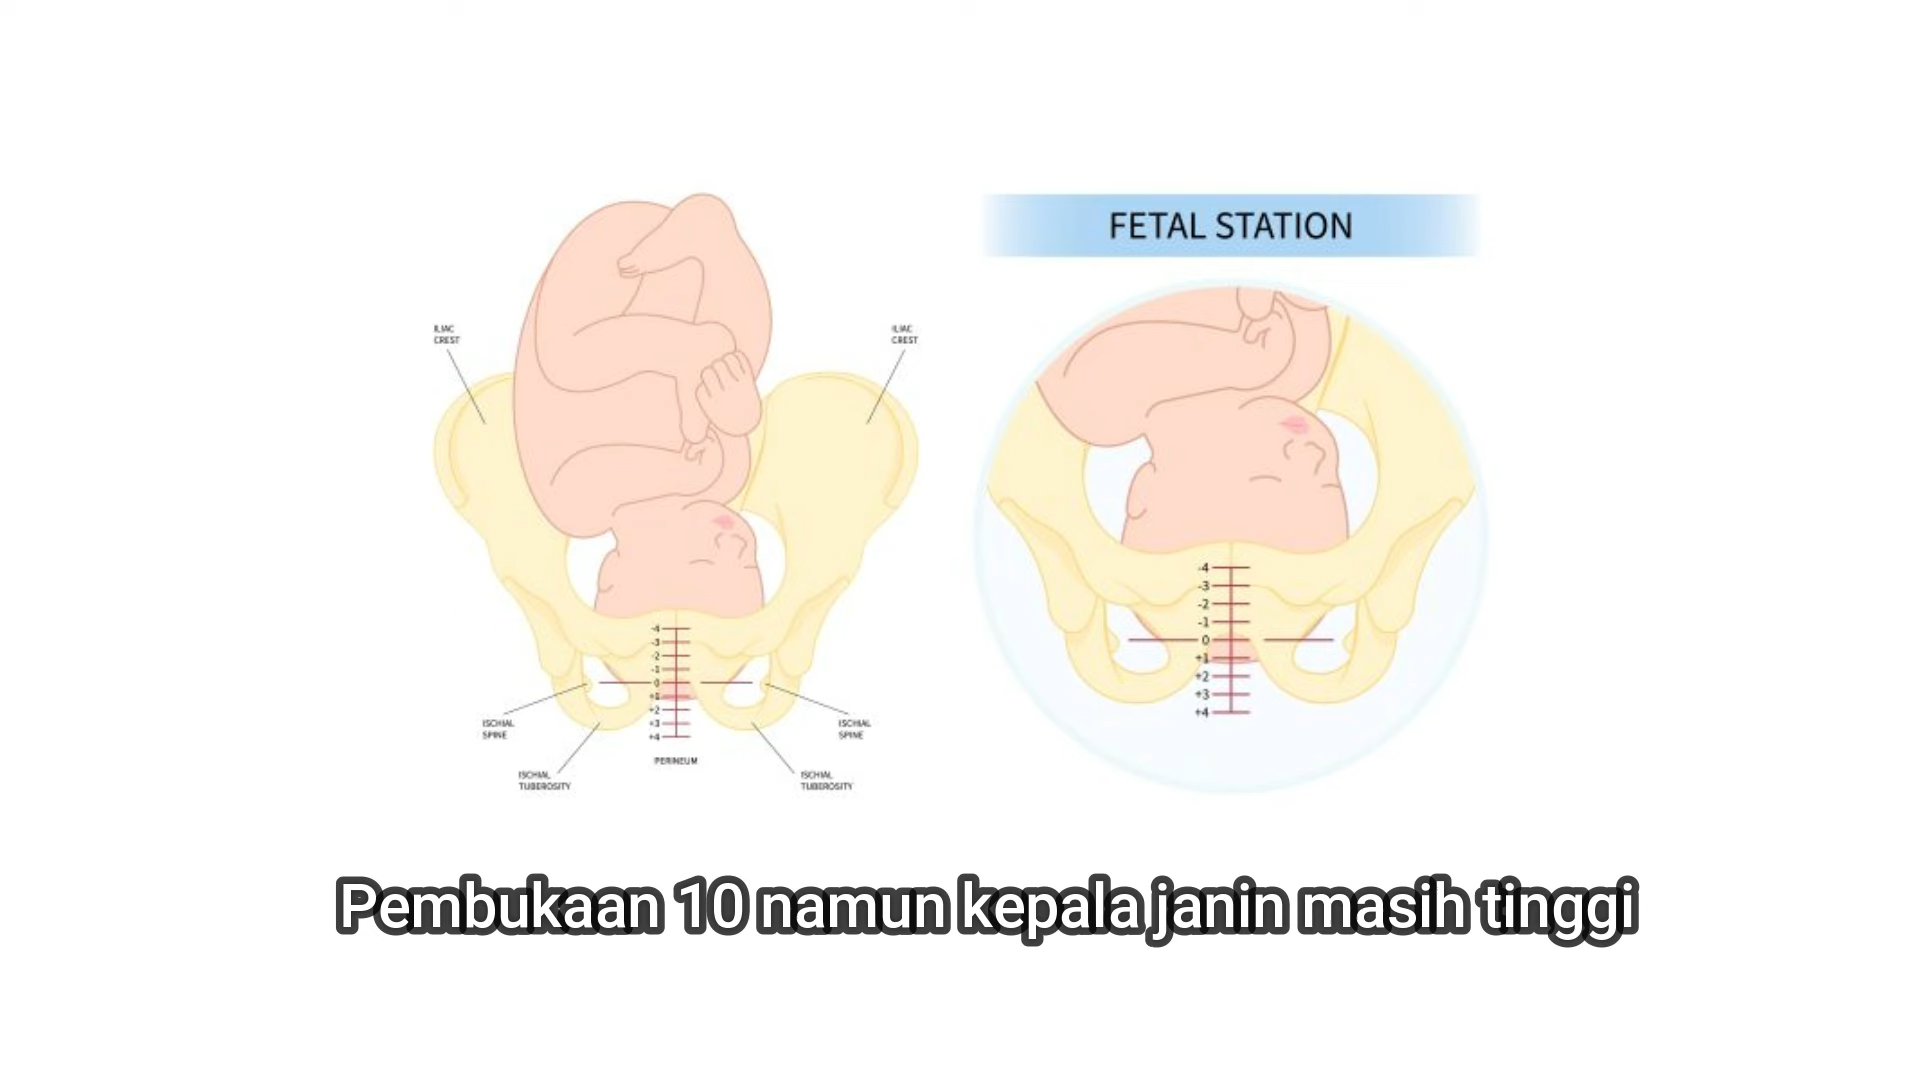 FETAL STATION
ILIAC
CREST
ILIAC
CREST
-4
-3
-2
-1
0
+1
+2
+3
+4
ISCHIAL
SPINE
ISCHIAL
SPINE
ISCHIAL
TUBEROSITY
PERINEUM
ISCHIAL
TUBEROSITY
-4
-3
-2
-1
0
+1
+2
+3
+4
Pembukaan 10 namun kepala janin masih tinggi